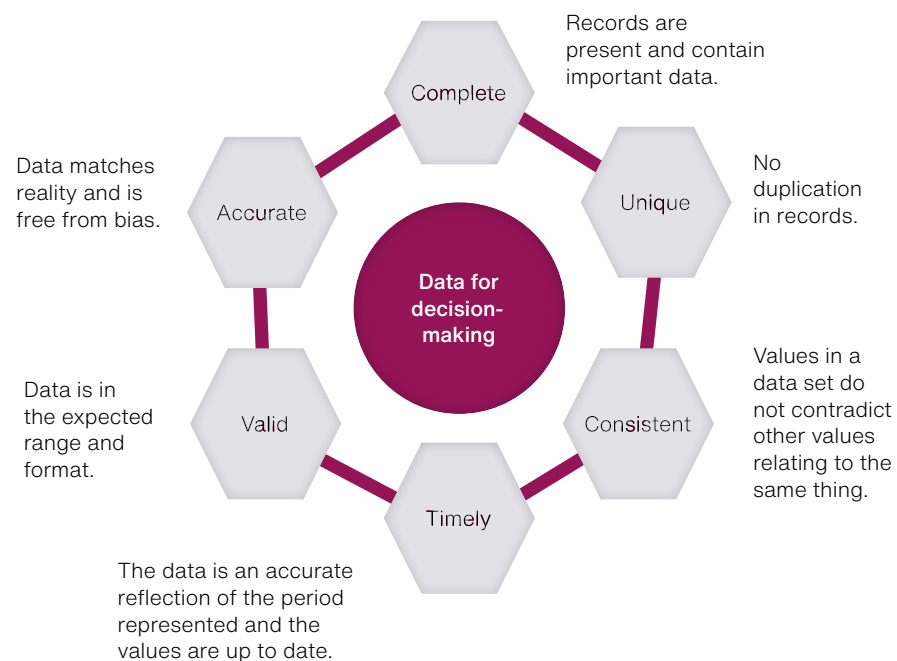 Complete
Records are
present and contain
important data.
Unique
No
duplication
in records.
Consistent
Values in a
data set do
not contradict
other values
relating to the
same thing.
Timely
The data is an accurate
reflection of the period
represented and the
values are up to date.
Valid
Data is in
the expected
range and
format.
Accurate
Data matches
reality and is
free from bias.
Data for
decision-
making